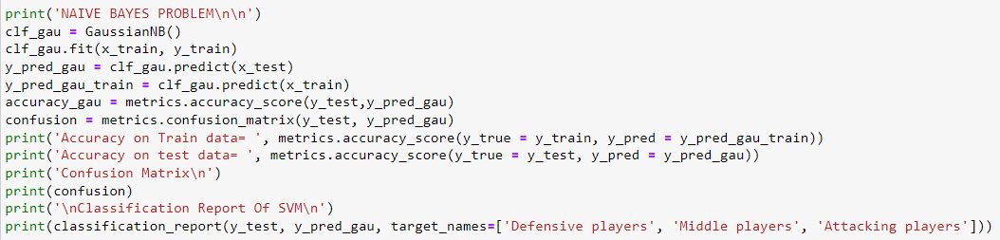 print('NAIVE BAYES PROBLEM\n\n')
clf_gau = GaussianNB()
clf_gau.fit(x_train, y_train)
y_pred_gau = clf_gau.predict(x_test)
y_pred_gau_train = clf_gau.predict(x_train)
accuracy_gau = metrics.accuracy_score(y_test,y_pred_gau)
confusion = metrics.confusion_matrix(y_test, y_pred_gau)
print('Accuracy on Train data= ', metrics.accuracy_score(y_true = y_train, y_pred = y_pred_gau_train))
print('Accuracy on test data= ', metrics.accuracy_score(y_true = y_test, y_pred = y_pred_gau))
print('Confusion Matrix\n')
print(confusion)
print('\nClassification Report Of SVM\n')
print(classification_report(y_test, y_pred_gau, target_names=['Defensive players', 'Middle players', 'Attacking players']))